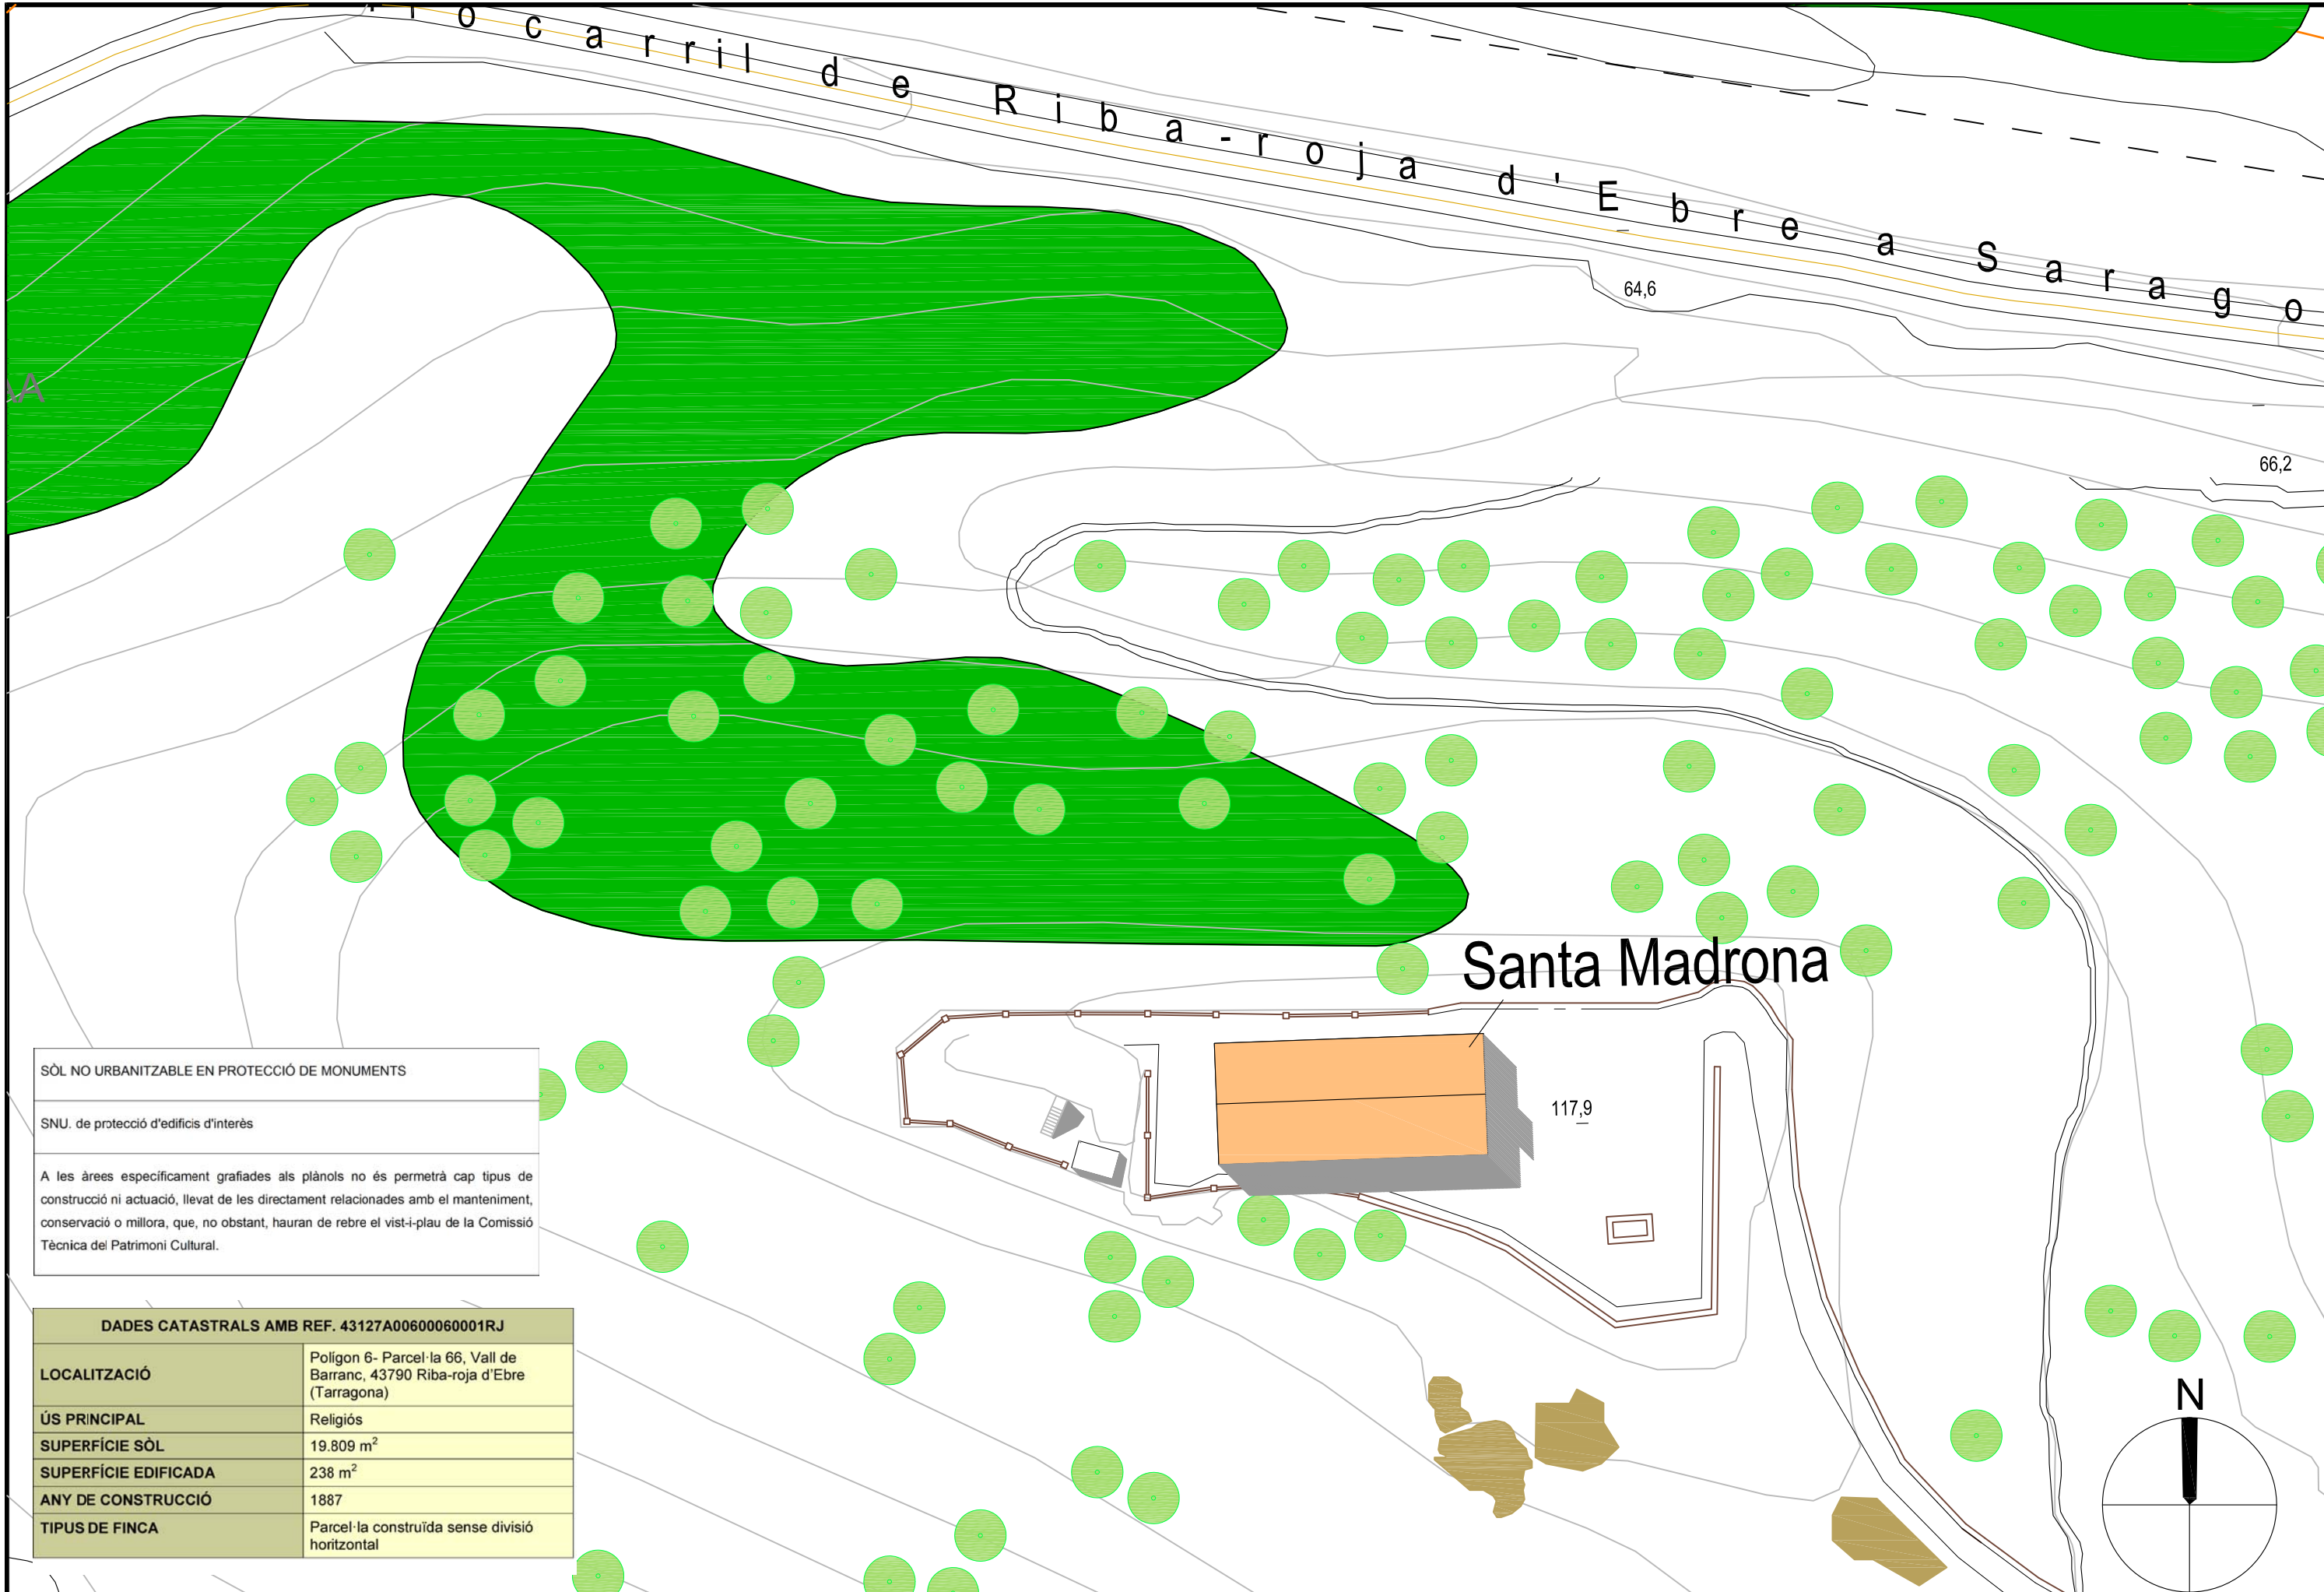 rrocarril de Riba-roja d'Ebre a Sarago
64,6
66,2
Santa Madrona
117,9
SÒL NO URBANITZABLE EN PROTECCIÓ DE MONUMENTS
SNU. de protecció d'edificis d'interès
A les àrees específicament grafiades als plànols no és permetrà cap tipus de
construcció ni actuació, llevat de les directament relacionades amb el manteniment,
conservació o millora, que, no obstant, hauran de rebre el vist-i-plau de la Comissió
Tècnica del Patrimoni Cultural.
DADES CATASTRALS AMB REF. 43127A00600060001RJ
LOCALITZACIÓ
Polígon 6- Parcel·la 66, Vall de
Barranc, 43790 Riba-roja d'Ebre
(Tarragona)
ÚS PRINCIPAL Religiós
SUPERFÍCIE SÒL 19.809 m²
SUPERFÍCIE EDIFICADA 238 m²
ANY DE CONSTRUCCIÓ 1887
TIPUS DE FINCA Parcel·la construïda sense divisió
horitzontal
N